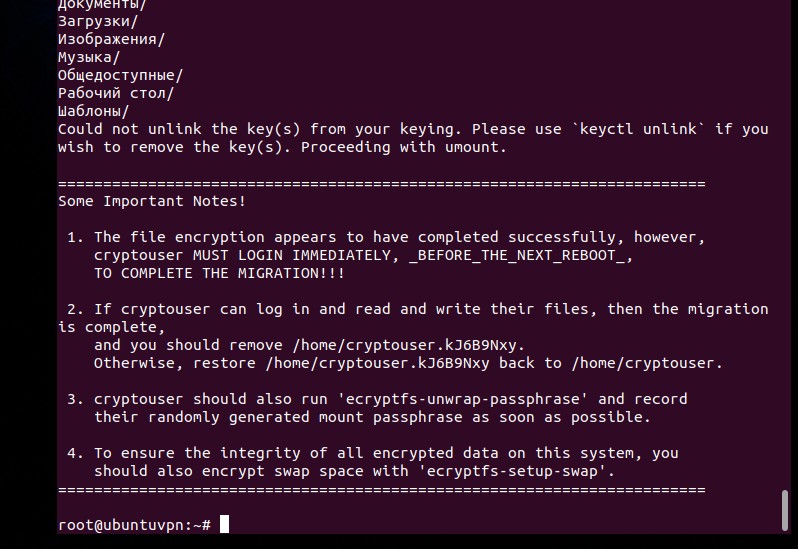 Документы/
Загрузки/
Изображения/
Музыка/
Общедоступные/
Рабочий стол/
Шаблоны/
Could not unlink the key(s) from your keying. Please use `keyctl unlink` if you
wish to remove the key(s). Proceeding with umount.
========================================================================
Some Important Notes!
1. The file encryption appears to have completed successfully, however,
cryptouser MUST LOGIN IMMEDIATELY, _BEFORE_THE_NEXT_REBOOT_,
TO COMPLETE THE MIGRATION!!!
2. If cryptouser can log in and read and write their files, then the migration
is complete,
and you should remove /home/cryptouser.kJ6B9Nxy.
Otherwise, restore /home/cryptouser.kJ6B9Nxy back to /home/cryptouser.
3. cryptouser should also run 'ecryptfs-unwrap-passphrase' and record
their randomly generated mount passphrase as soon as possible.
4. To ensure the integrity of all encrypted data on this system, you
should also encrypt swap space with 'ecryptfs-setup-swap'.
========================================================================
root@ubuntuvpn:~#